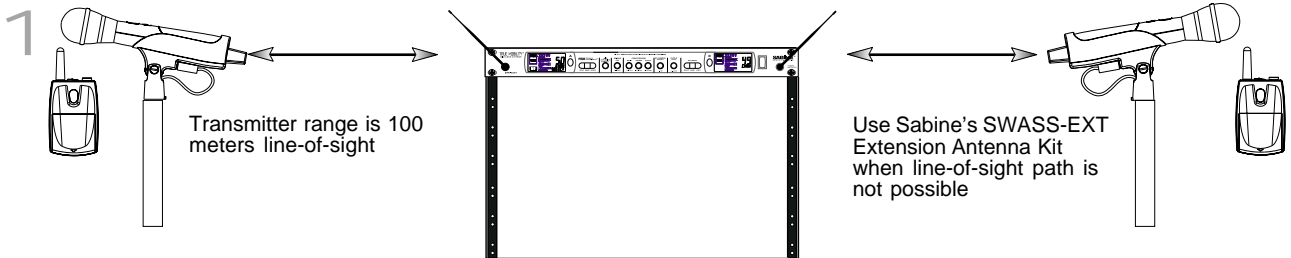 1
Transmitter range is 100
meters line-of-sight
Use Sabine's SWASS-EXT
Extension Antenna Kit
when line-of-sight path is
not possible